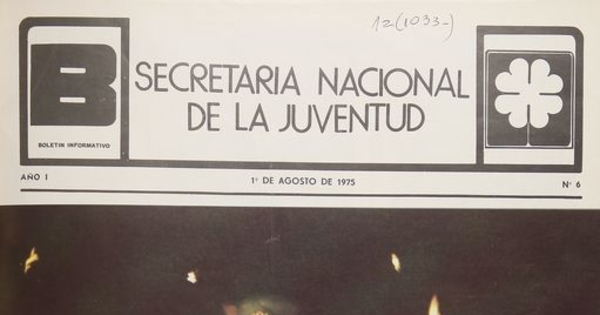 12(1033-)
B
BOLETIN INFORMATIVO
SECRETARIA NACIONAL
DE LA JUVENTUD
AÑO I
1º DE AGOSTO DE 1975
Nº 6